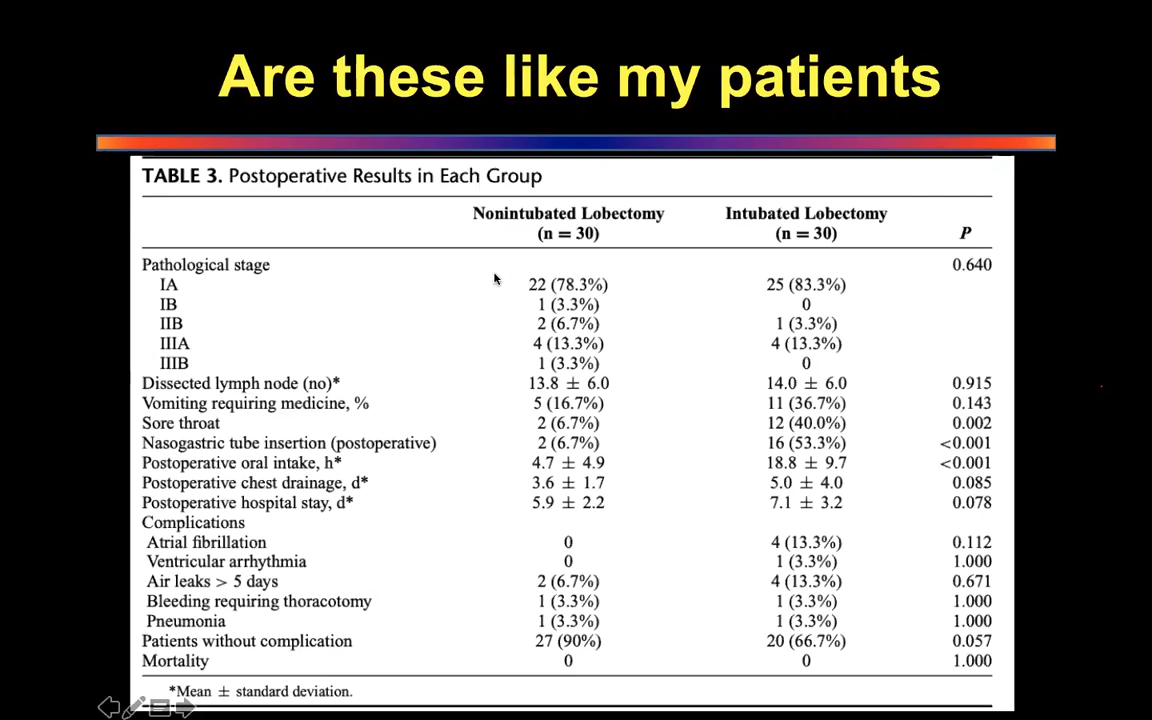 Are these like my patients
TABLE 3. Postoperative Results in Each Group
Nonintubated Lobectomy (n = 30) Intubated Lobectomy (n = 30) P
Pathological stage 0.640
IA 22 (78.3%) 25 (83.3%)
IB 1 (3.3%) 0
IIB 2 (6.7%) 1 (3.3%)
IIIA 4 (13.3%) 4 (13.3%)
IIIB 1 (3.3%) 0
Dissected lymph node (no)* 13.8 ± 6.0 14.0 ± 6.0 0.915
Vomiting requiring medicine, % 5 (16.7%) 11 (36.7%) 0.143
Sore throat 2 (6.7%) 12 (40.0%) 0.002
Nasogastric tube insertion (postoperative) 2 (6.7%) 16 (53.3%) <0.001
Postoperative oral intake, h* 4.7 ± 4.9 18.8 ± 9.7 <0.001
Postoperative chest drainage, d* 3.6 ± 1.7 5.0 ± 4.0 0.085
Postoperative hospital stay, d* 5.9 ± 2.2 7.1 ± 3.2 0.078
Complications
Atrial fibrillation 0 4 (13.3%) 0.112
Ventricular arrhythmia 0 1 (3.3%) 1.000
Air leaks > 5 days 2 (6.7%) 4 (13.3%) 0.671
Bleeding requiring thoracotomy 1 (3.3%) 1 (3.3%) 1.000
Pneumonia 1 (3.3%) 1 (3.3%) 1.000
Patients without complication 27 (90%) 20 (66.7%) 0.057
Mortality 0 0 1.000
*Mean ± standard deviation.